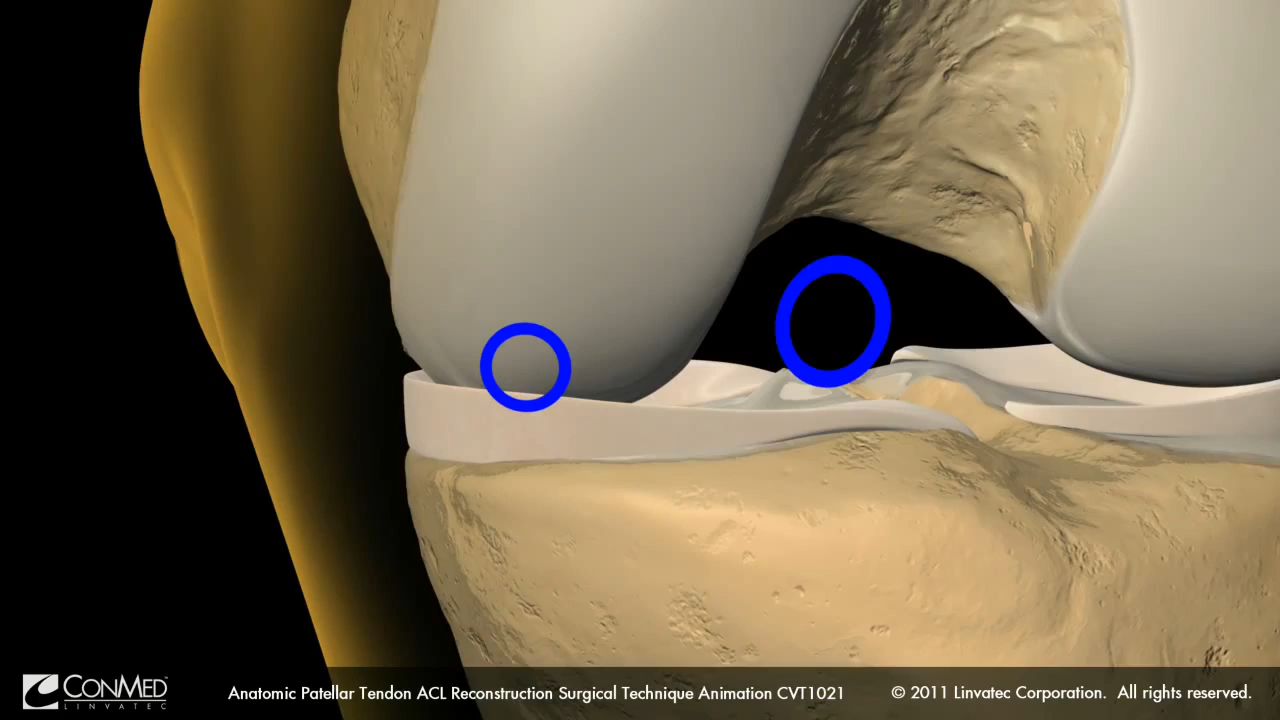 CONMED
LINVATEC
Anatomic Patellar Tendon ACL Reconstruction Surgical Technique Animation CVT1021
© 2011 Linvatec Corporation. All rights reserved.